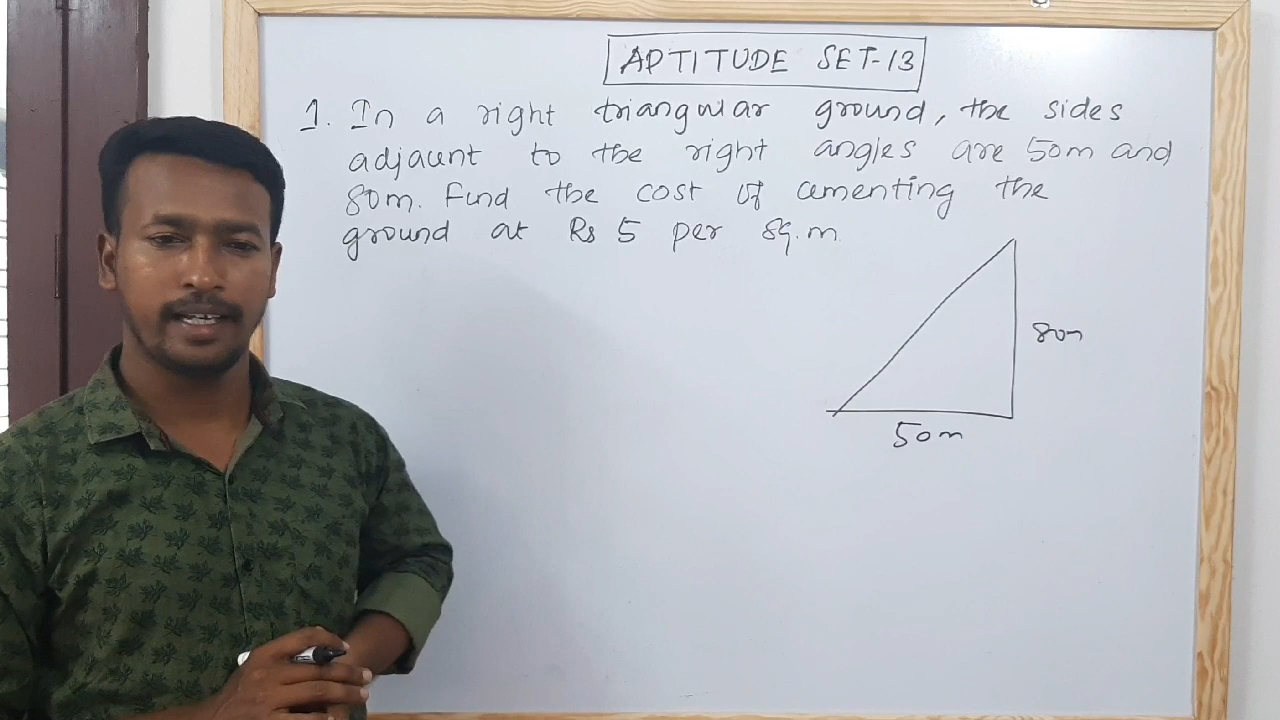 APTITUDE SET-13
1. In a right triangular ground, the sides
adjacent to the right angles are 50m and
80m. Find the cost of cementing the
ground at Rs 5 per sq.m
80m
50m